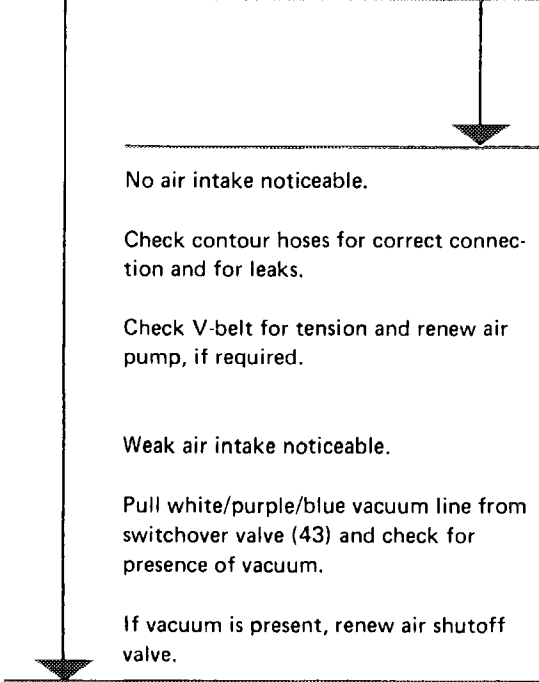 No air intake noticeable.
Check contour hoses for correct connec-
tion and for leaks.
Check V-belt for tension and renew air
pump, if required.
Weak air intake noticeable.
Pull white/purple/blue vacuum line from
switchover valve (43) and check for
presence of vacuum.
If vacuum is present, renew air shutoff
valve.